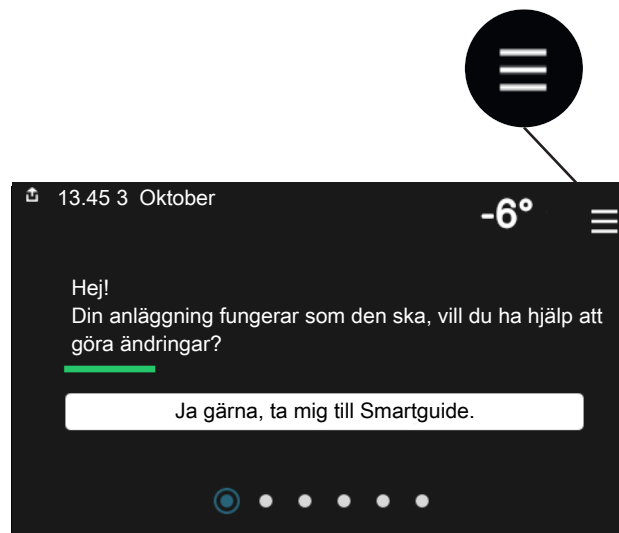 13.45 3 Oktober
-6°
Hej!
Din anläggning fungerar som den ska, vill du ha hjälp att
göra ändringar?
Ja gärna, ta mig till Smartguide.